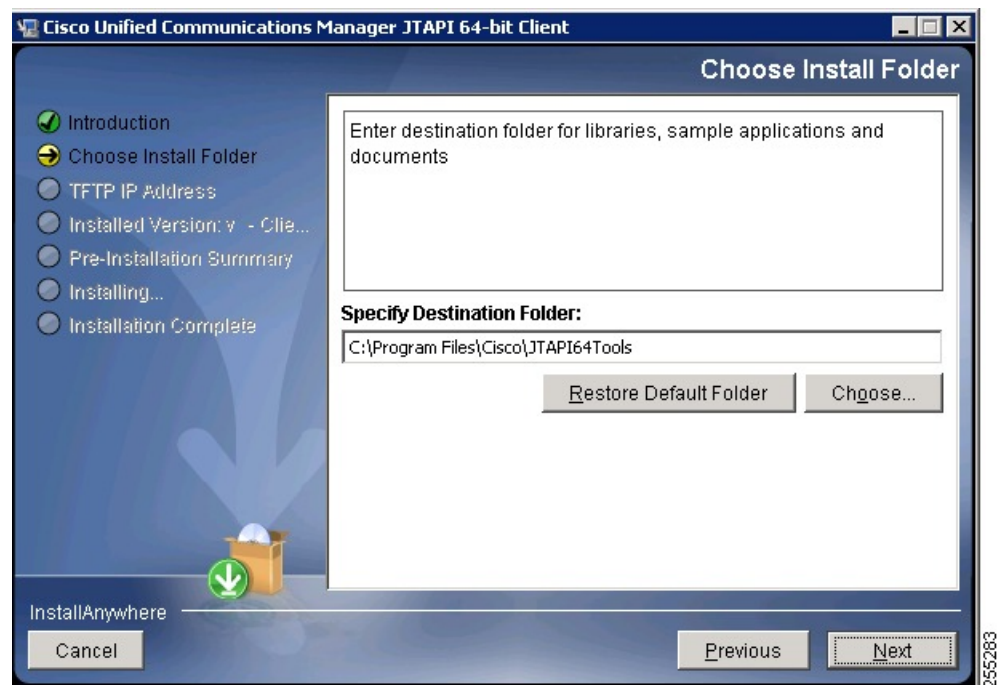 Cisco Unified Communications Manager JTAPI 64-bit Client
Choose Install Folder
Introduction
Choose Install Folder
TFTP IP Address
Installed Version: v - Clie...
Pre-Installation Summary
Installing...
Installation Complete
Enter destination folder for libraries, sample applications and
documents
Specify Destination Folder:
C:\Program Files\Cisco\JTAPI64Tools
Restore Default Folder
Choose...
InstallAnywhere
Cancel
Previous
Next
255283